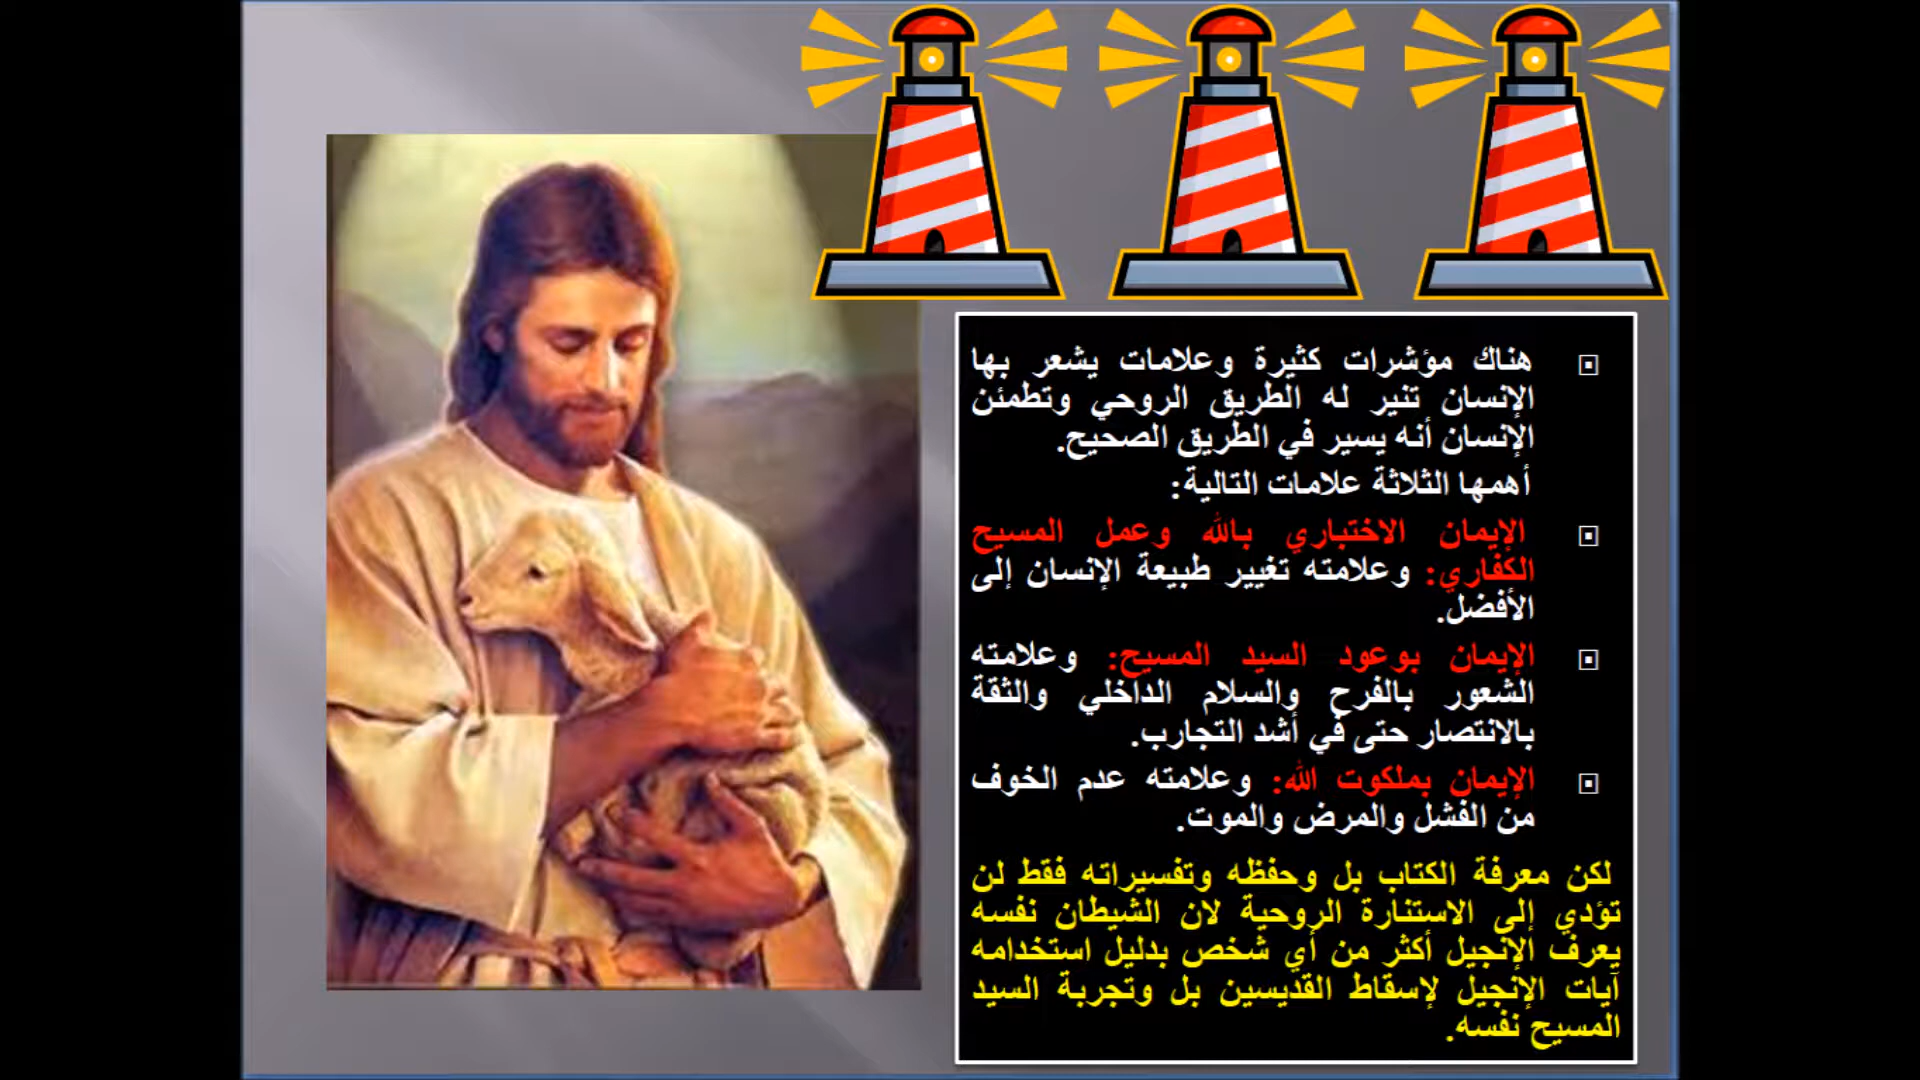 هناك مؤشرات كثيرة وعلامات يشعر بها
الإنسان تنير له الطريق الروحي وتطمئن
الإنسان أنه يسير في الطريق الصحيح.
أهمها الثلاثة علامات التالية:
الإيمان الاختباري بالله وعمل المسيح
الكفاري: وعلامته تغيير طبيعة الإنسان إلى
الأفضل.
الإيمان بوعود السيد المسيح: وعلامته
الشعور بالفرح والسلام الداخلي والثقة
بالانتصار حتى في أشد التجارب.
الإيمان بملكوت الله: وعلامته عدم الخوف
من الفشل والمرض والموت.
لكن معرفة الكتاب بل وحفظه وتفسيراته فقط لن
تؤدي إلى الاستنارة الروحية لان الشيطان نفسه
يعرف الإنجيل أكثر من أي شخص بدليل استخدامه
آيات الإنجيل لإسقاط القديسين بل وتجربة السيد
المسيح نفسه.